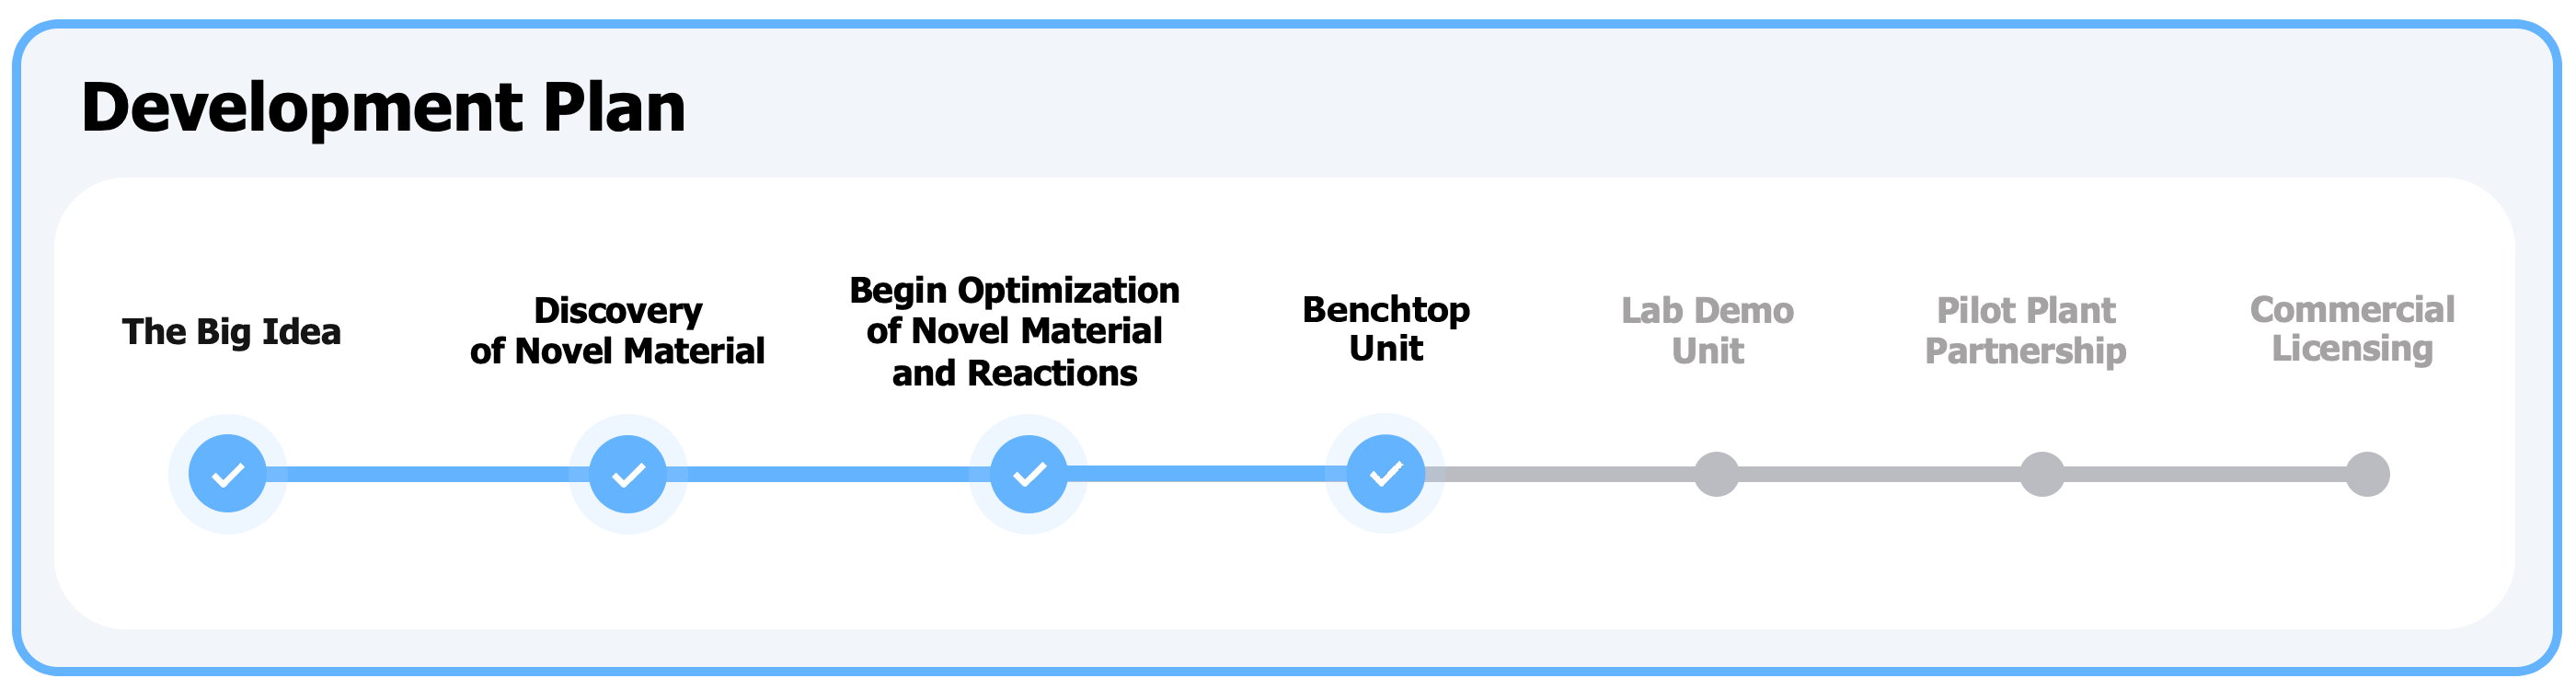 Development Plan
The Big Idea
Discovery
of Novel Material
Begin Optimization
of Novel Material
and Reactions
Benchtop
Unit
Lab Demo
Unit
Pilot Plant
Partnership
Commercial
Licensing